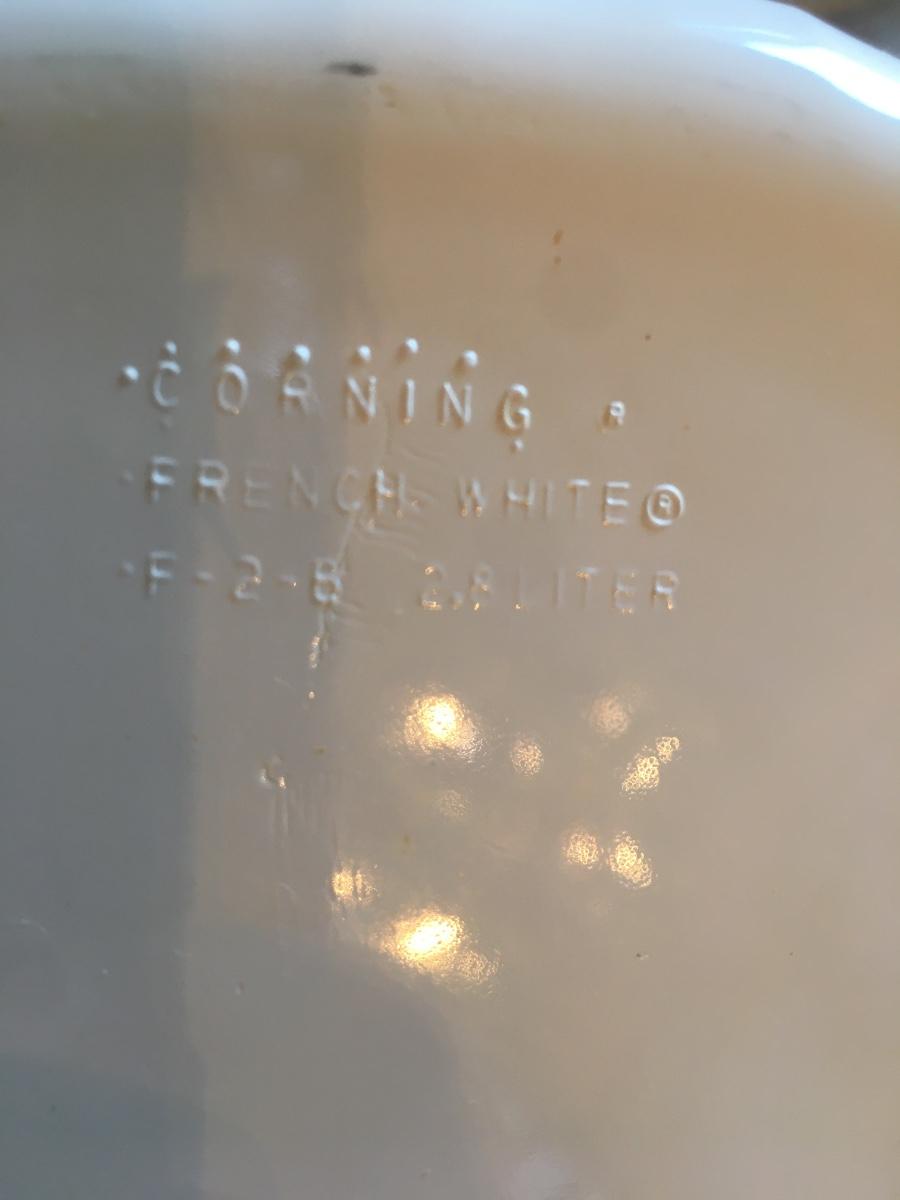 CORNING R
FRENCH WHITE®
F-2-B 2.8 LITER